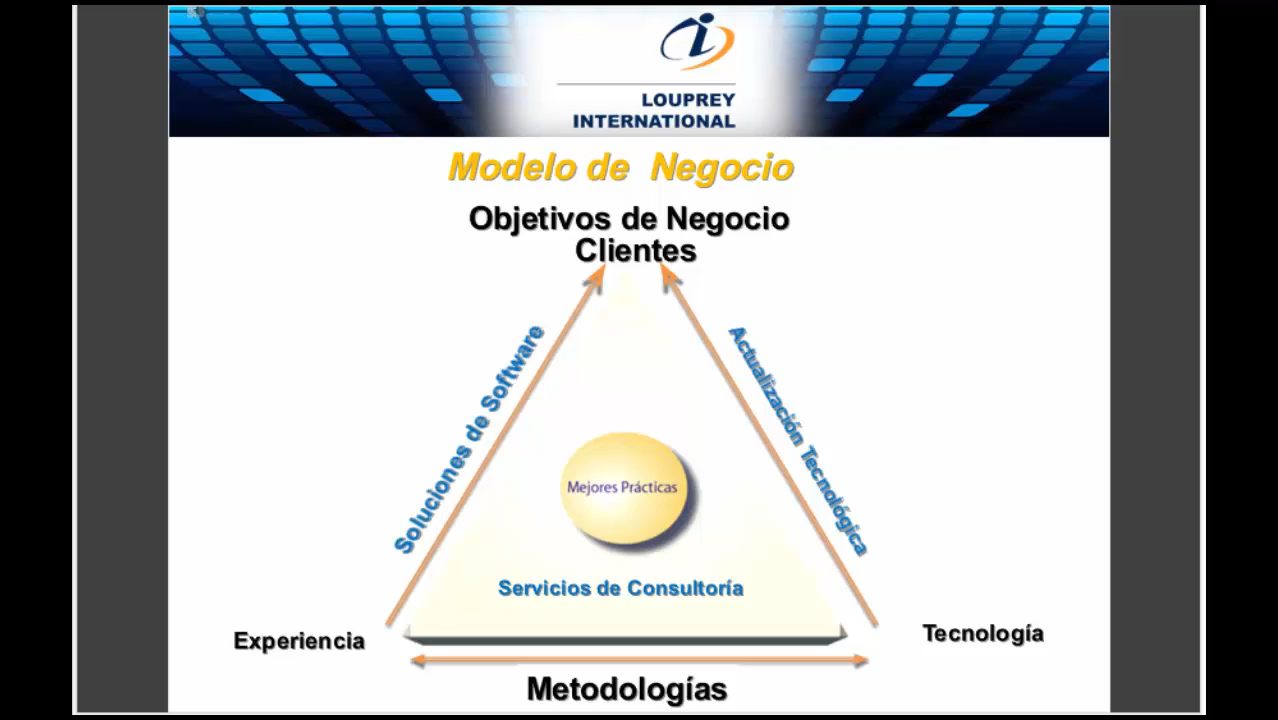 LOUPREY
INTERNATIONAL
Modelo de Negocio
Objetivos de Negocio
Clientes
Soluciones de Software
Actualización Tecnológica
Mejores Prácticas
Servicios de Consultoría
Experiencia
Tecnología
Metodologías